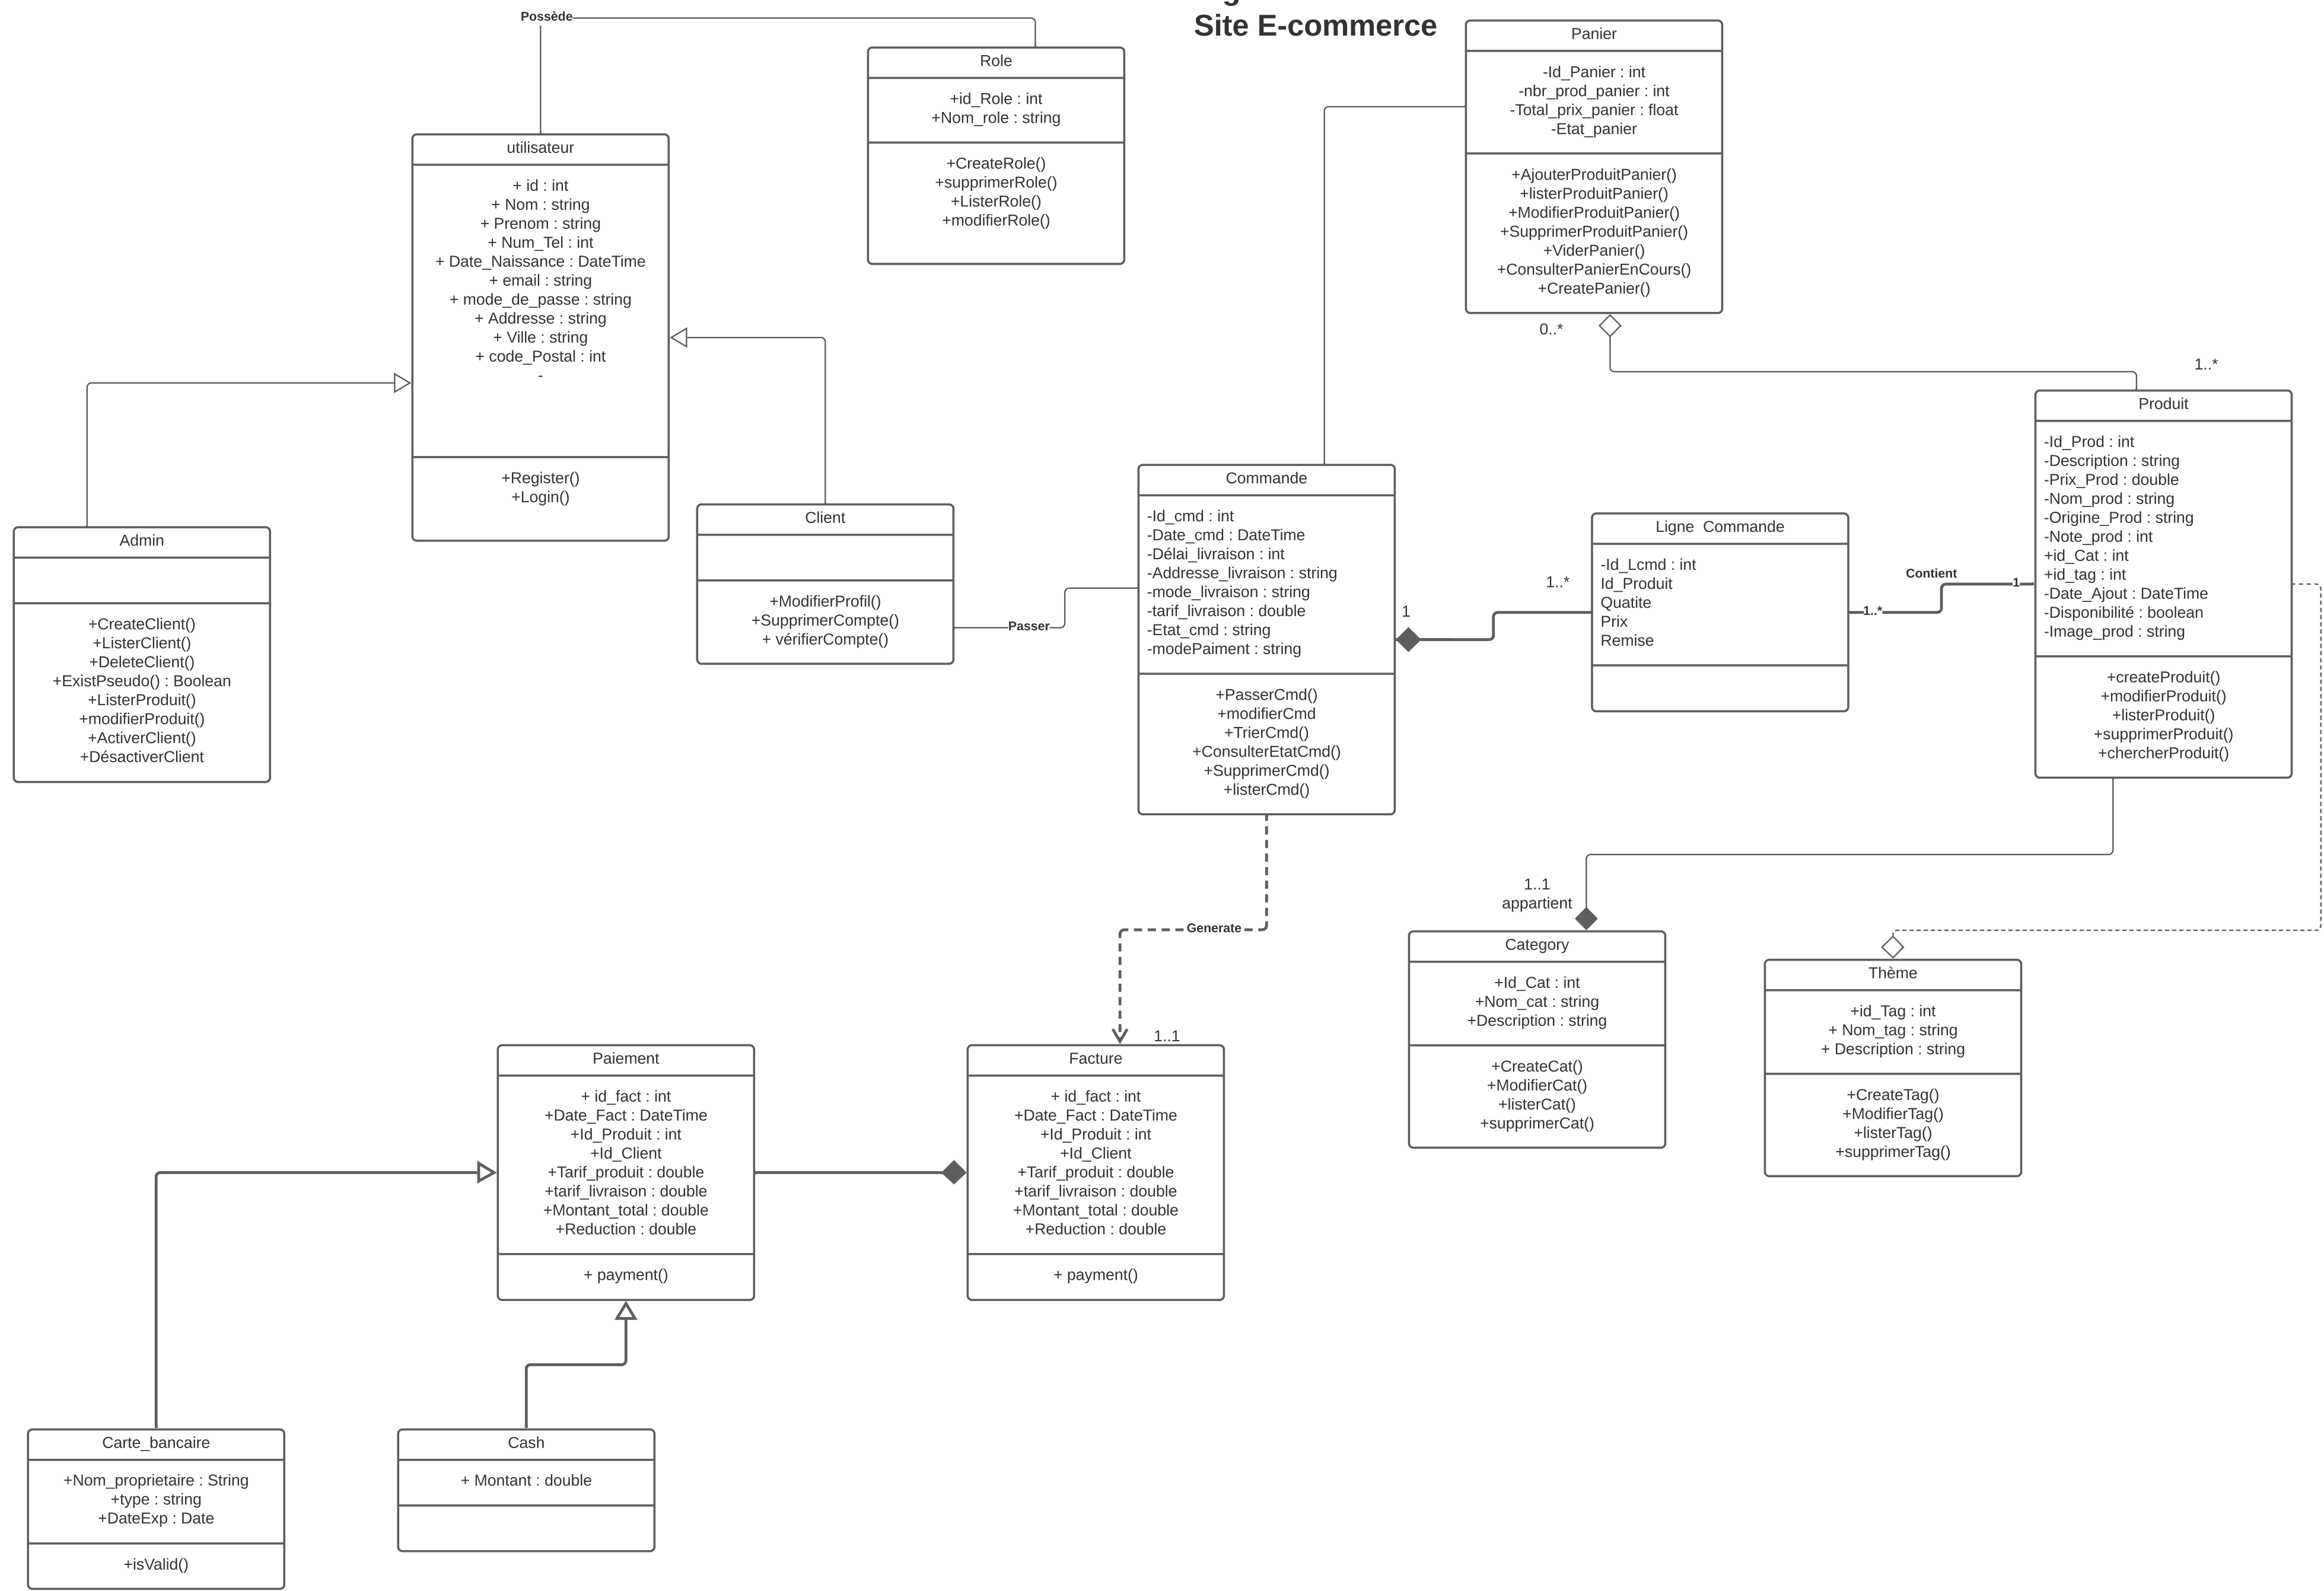 Site E-commerce
Possède
Role
+id_Role : int
+Nom_role : string
+CreateRole()
+supprimerRole()
+ListerRole()
+modifierRole()
Panier
-Id_Panier : int
-nbr_prod_panier : int
-Total_prix_panier : float
-Etat_panier
+AjouterProduitPanier()
+listerProduitPanier()
+ModifierProduitPanier()
+SupprimerProduitPanier()
+ViderPanier()
+ConsulterPanierEnCours()
+CreatePanier()
0..*
1..*
utilisateur
+ id : int
+ Nom : string
+ Prenom : string
+ Num_Tel : int
+ Date_Naissance : DateTime
+ email : string
+ mode_de_passe : string
+ Addresse : string
+ Ville : string
+ code_Postal : int
-
+Register()
+Login()
Admin
+CreateClient()
+ListerClient()
+DeleteClient()
+ExistPseudo() : Boolean
+ListerProduit()
+modifierProduit()
+ActiverClient()
+DésactiverClient
Client
+ModifierProfil()
+SupprimerCompte()
+ vérifierCompte()
Passer
Commande
-Id_cmd : int
-Date_cmd : DateTime
-Délai_livraison : int
-Addresse_livraison : string
-mode_livraison : string
-tarif_livraison : double
-Etat_cmd : string
-modePaiment : string
+PasserCmd()
+modifierCmd
+TrierCmd()
+ConsulterEtatCmd()
+SupprimerCmd()
+listerCmd()
1
1..*
Ligne Commande
-Id_Lcmd : int
Id_Produit
Quatite
Prix
Remise
Contient
1..*
1
Produit
-Id_Prod : int
-Description : string
-Prix_Prod : double
-Nom_prod : string
-Origine_Prod : string
-Note_prod : int
+id_Cat : int
+id_tag : int
-Date_Ajout : DateTime
-Disponibilité : boolean
-Image_prod : string
+createProduit()
+modifierProduit()
+listerProduit()
+supprimerProduit()
+chercherProduit()
Generate
1..1
1..1
appartient
Category
+Id_Cat : int
+Nom_cat : string
+Description : string
+CreateCat()
+ModifierCat()
+listerCat()
+supprimerCat()
Thème
+id_Tag : int
+ Nom_tag : string
+ Description : string
+CreateTag()
+ModifierTag()
+listerTag()
+supprimerTag()
Paiement
+ id_fact : int
+Date_Fact : DateTime
+Id_Produit : int
+Id_Client
+Tarif_produit : double
+tarif_livraison : double
+Montant_total : double
+Reduction : double
+ payment()
Facture
+ id_fact : int
+Date_Fact : DateTime
+Id_Produit : int
+Id_Client
+Tarif_produit : double
+tarif_livraison : double
+Montant_total : double
+Reduction : double
+ payment()
Carte_bancaire
+Nom_proprietaire : String
+type : string
+DateExp : Date
+isValid()
Cash
+ Montant : double